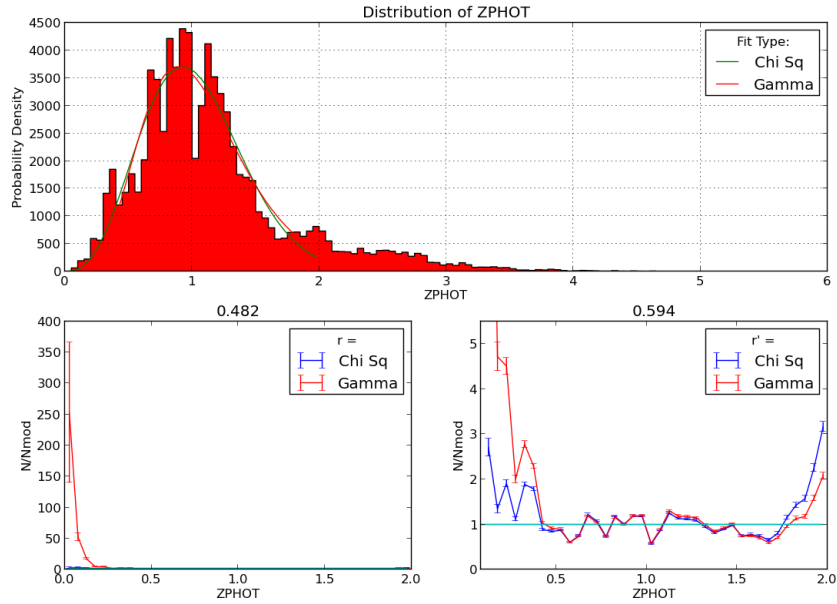 Distribution of ZPHOT
4500
4000
3500
3000
2500
2000
1500
1000
500
0
Probability Density
Fit Type:
Chi Sq
Gamma
0 1 2 3 4 5 6
ZPHOT
0.482
400
350
300
250
200
150
100
50
0
N/Nmod
r =
Chi Sq
Gamma
0.0 0.5 1.0 1.5 2.0
ZPHOT
0.594
5
4
3
2
1
0
N/Nmod
r' =
Chi Sq
Gamma
0.5 1.0 1.5 2.0
ZPHOT